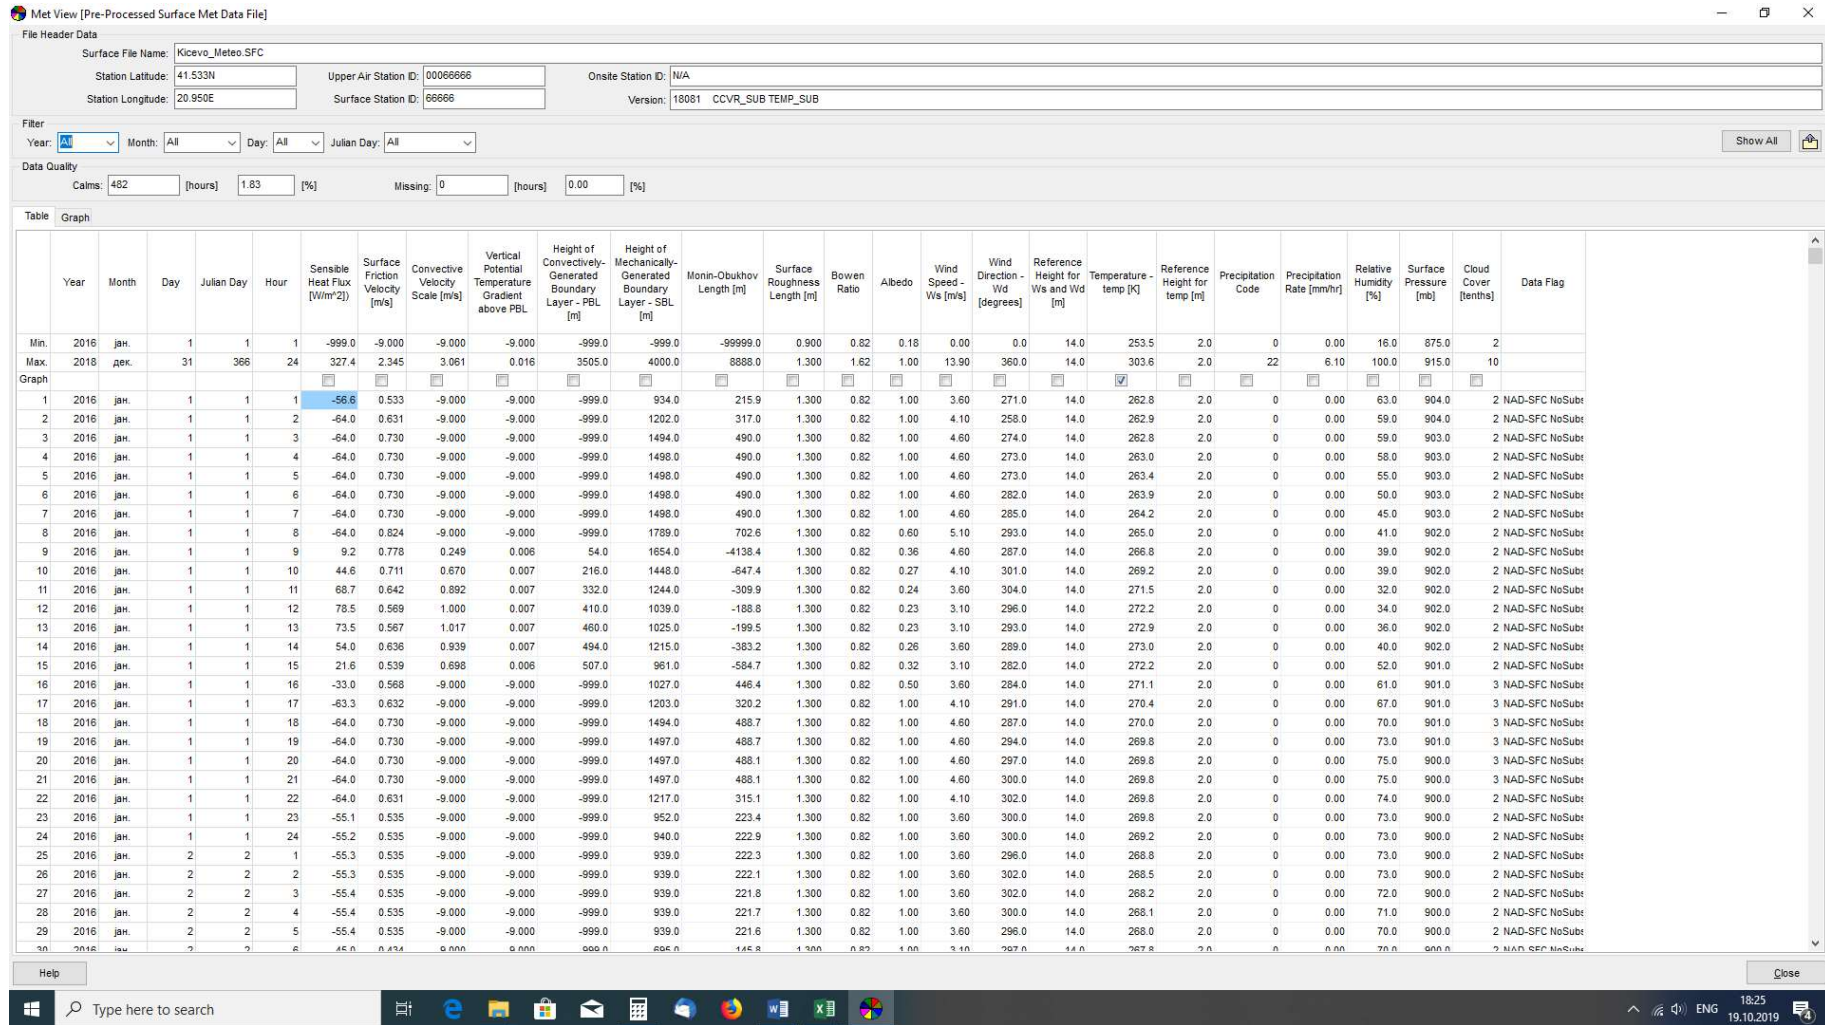 Met View [Pre-Processed Surface Met Data File]
File Header Data
Surface File Name: Kicevo_Meteo.SFC
Station Latitude: 41.533N Upper Air Station ID: 00066666 Onsite Station ID: N/A
Station Longitude: 20.950E Surface Station ID: 66666 Version: 18081 CCVR_SUB TEMP_SUB
Filter
Year: All Month: All Day: All Julian Day: All Show All
Data Quality
Calms: 482 [hours] 1.83 [%] Missing: 0 [hours] 0.00 [%]
Table Graph
Year Month Day Julian Day Hour Sensible Heat Flux [W/m^2]) Surface Friction Velocity [m/s] Convective Velocity Scale [m/s] Vertical Potential Temperature Gradient above PBL Height of Convectively-Generated Boundary Layer - PBL [m] Height of Mechanically-Generated Boundary Layer - SBL [m] Monin-Obukhov Length [m] Surface Roughness Length [m] Bowen Ratio Albedo Wind Speed - Ws [m/s] Wind Direction - Wd [degrees] Reference Height for Ws and Wd [m] Temperature - temp [K] Reference Height for temp [m] Precipitation Code Precipitation Rate [mm/hr] Relative Humidity [%] Surface Pressure [mb] Cloud Cover [tenths] Data Flag
Min. 2016 јан. 1 1 1 -999.0 -9.000 -9.000 -9.000 -999.0 -999.0 -99999.0 0.900 0.82 0.18 0.00 0.0 14.0 253.5 2.0 0 0.00 16.0 875.0 2
Max. 2018 дек. 31 366 24 327.4 2.345 3.061 0.016 3505.0 4000.0 8888.0 1.300 1.62 1.00 13.90 360.0 14.0 303.6 2.0 22 6.10 100.0 915.0 10
Graph
1 2016 јан. 1 1 1 -56.6 0.533 -9.000 -9.000 -999.0 934.0 215.9 1.300 0.82 1.00 3.60 271.0 14.0 262.8 2.0 0 0.00 63.0 904.0 2 NAD-SFC NoSubs
2 2016 јан. 1 1 2 -64.0 0.631 -9.000 -9.000 -999.0 1202.0 317.0 1.300 0.82 1.00 4.10 258.0 14.0 262.9 2.0 0 0.00 59.0 904.0 2 NAD-SFC NoSubs
3 2016 јан. 1 1 3 -64.0 0.730 -9.000 -9.000 -999.0 1494.0 490.0 1.300 0.82 1.00 4.60 274.0 14.0 262.8 2.0 0 0.00 59.0 903.0 2 NAD-SFC NoSubs
4 2016 јан. 1 1 4 -64.0 0.730 -9.000 -9.000 -999.0 1498.0 490.0 1.300 0.82 1.00 4.60 273.0 14.0 263.0 2.0 0 0.00 58.0 903.0 2 NAD-SFC NoSubs
5 2016 јан. 1 1 5 -64.0 0.730 -9.000 -9.000 -999.0 1498.0 490.0 1.300 0.82 1.00 4.60 273.0 14.0 263.4 2.0 0 0.00 55.0 903.0 2 NAD-SFC NoSubs
6 2016 јан. 1 1 6 -64.0 0.730 -9.000 -9.000 -999.0 1498.0 490.0 1.300 0.82 1.00 4.60 282.0 14.0 263.9 2.0 0 0.00 50.0 903.0 2 NAD-SFC NoSubs
7 2016 јан. 1 1 7 -64.0 0.730 -9.000 -9.000 -999.0 1498.0 490.0 1.300 0.82 1.00 4.60 285.0 14.0 264.2 2.0 0 0.00 45.0 903.0 2 NAD-SFC NoSubs
8 2016 јан. 1 1 8 -64.0 0.824 -9.000 -9.000 -999.0 1789.0 702.6 1.300 0.82 0.60 5.10 293.0 14.0 265.0 2.0 0 0.00 41.0 902.0 2 NAD-SFC NoSubs
9 2016 јан. 1 1 9 9.2 0.778 0.249 0.006 54.0 1654.0 -4138.4 1.300 0.82 0.36 4.60 287.0 14.0 266.8 2.0 0 0.00 39.0 902.0 2 NAD-SFC NoSubs
10 2016 јан. 1 1 10 44.6 0.711 0.670 0.007 216.0 1448.0 -647.4 1.300 0.82 0.27 4.10 301.0 14.0 269.2 2.0 0 0.00 39.0 902.0 2 NAD-SFC NoSubs
11 2016 јан. 1 1 11 68.7 0.642 0.892 0.007 332.0 1244.0 -309.9 1.300 0.82 0.24 3.60 304.0 14.0 271.5 2.0 0 0.00 32.0 902.0 2 NAD-SFC NoSubs
12 2016 јан. 1 1 12 78.5 0.569 1.000 0.007 410.0 1039.0 -188.8 1.300 0.82 0.23 3.10 296.0 14.0 272.2 2.0 0 0.00 34.0 902.0 2 NAD-SFC NoSubs
13 2016 јан. 1 1 13 73.5 0.567 1.017 0.007 460.0 1025.0 -199.5 1.300 0.82 0.23 3.10 293.0 14.0 272.9 2.0 0 0.00 36.0 902.0 2 NAD-SFC NoSubs
14 2016 јан. 1 1 14 54.0 0.636 0.939 0.007 494.0 1215.0 -383.2 1.300 0.82 0.26 3.60 289.0 14.0 273.0 2.0 0 0.00 40.0 902.0 2 NAD-SFC NoSubs
15 2016 јан. 1 1 15 21.6 0.539 0.698 0.006 507.0 961.0 -584.7 1.300 0.82 0.32 3.10 282.0 14.0 272.2 2.0 0 0.00 52.0 901.0 2 NAD-SFC NoSubs
16 2016 јан. 1 1 16 -33.0 0.568 -9.000 -9.000 -999.0 1027.0 446.4 1.300 0.82 0.50 3.60 284.0 14.0 271.1 2.0 0 0.00 61.0 901.0 3 NAD-SFC NoSubs
17 2016 јан. 1 1 17 -63.3 0.632 -9.000 -9.000 -999.0 1203.0 320.2 1.300 0.82 1.00 4.10 291.0 14.0 270.4 2.0 0 0.00 67.0 901.0 3 NAD-SFC NoSubs
18 2016 јан. 1 1 18 -64.0 0.730 -9.000 -9.000 -999.0 1494.0 488.7 1.300 0.82 1.00 4.60 287.0 14.0 270.0 2.0 0 0.00 70.0 901.0 3 NAD-SFC NoSubs
19 2016 јан. 1 1 19 -64.0 0.730 -9.000 -9.000 -999.0 1497.0 488.7 1.300 0.82 1.00 4.60 294.0 14.0 269.8 2.0 0 0.00 73.0 901.0 3 NAD-SFC NoSubs
20 2016 јан. 1 1 20 -64.0 0.730 -9.000 -9.000 -999.0 1497.0 488.1 1.300 0.82 1.00 4.60 297.0 14.0 269.8 2.0 0 0.00 75.0 900.0 3 NAD-SFC NoSubs
21 2016 јан. 1 1 21 -64.0 0.730 -9.000 -9.000 -999.0 1497.0 488.1 1.300 0.82 1.00 4.60 300.0 14.0 269.8 2.0 0 0.00 75.0 900.0 3 NAD-SFC NoSubs
22 2016 јан. 1 1 22 -64.0 0.631 -9.000 -9.000 -999.0 1217.0 315.1 1.300 0.82 1.00 4.10 302.0 14.0 269.8 2.0 0 0.00 74.0 900.0 2 NAD-SFC NoSubs
23 2016 јан. 1 1 23 -55.1 0.535 -9.000 -9.000 -999.0 952.0 223.4 1.300 0.82 1.00 3.60 300.0 14.0 269.8 2.0 0 0.00 73.0 900.0 2 NAD-SFC NoSubs
24 2016 јан. 1 1 24 -55.2 0.535 -9.000 -9.000 -999.0 940.0 222.9 1.300 0.82 1.00 3.60 300.0 14.0 269.2 2.0 0 0.00 73.0 900.0 2 NAD-SFC NoSubs
25 2016 јан. 2 2 1 -55.3 0.535 -9.000 -9.000 -999.0 939.0 222.3 1.300 0.82 1.00 3.60 296.0 14.0 268.8 2.0 0 0.00 73.0 900.0 2 NAD-SFC NoSubs
26 2016 јан. 2 2 2 -55.3 0.535 -9.000 -9.000 -999.0 939.0 222.1 1.300 0.82 1.00 3.60 302.0 14.0 268.5 2.0 0 0.00 73.0 900.0 2 NAD-SFC NoSubs
27 2016 јан. 2 2 3 -55.4 0.535 -9.000 -9.000 -999.0 939.0 221.8 1.300 0.82 1.00 3.60 302.0 14.0 268.2 2.0 0 0.00 72.0 900.0 2 NAD-SFC NoSubs
28 2016 јан. 2 2 4 -55.4 0.535 -9.000 -9.000 -999.0 939.0 221.7 1.300 0.82 1.00 3.60 300.0 14.0 268.1 2.0 0 0.00 71.0 900.0 2 NAD-SFC NoSubs
29 2016 јан. 2 2 5 -55.4 0.535 -9.000 -9.000 -999.0 939.0 221.6 1.300 0.82 1.00 3.60 296.0 14.0 268.0 2.0 0 0.00 70.0 900.0 2 NAD-SFC NoSubs
30 2016 јан. 2 2 6 45.0 0.434 9.000 9.000 999.0 695.0 145.8 1.300 0.82 1.00 3.10 297.0 14.0 267.8 2.0 0 0.00 70.0 900.0 2 NAD-SFC NoSubs
Help Close
Type here to search ENG 18:25
19.10.2019 4